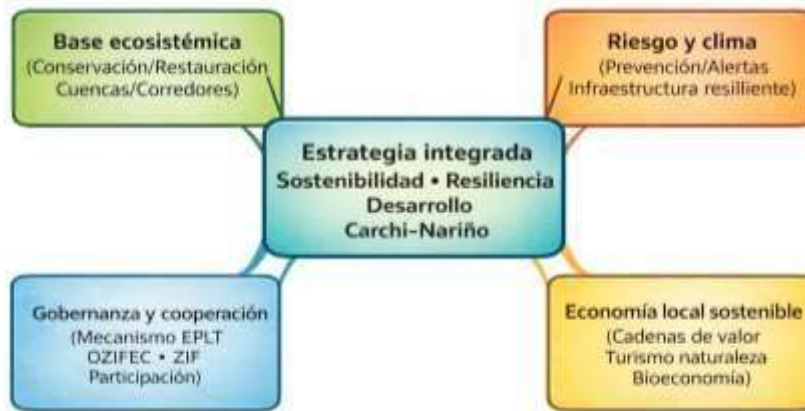 Base ecosistémica
(Conservación/Restauración
Cuencas/Corredores)
Riesgo y clima
(Prevención/Alertas
Infraestructura resilliente)
Estrategia integrada
Sostenibilidad • Resiliencia
Desarrollo
Carchi-Nariño
Gobernanza y cooperación
(Mecanismo EPLT
OZIFEC • ZIF
Participación)
Economía local sostenible
(Cadenas de valor
Turismo naturaleza
Bioeconomía)